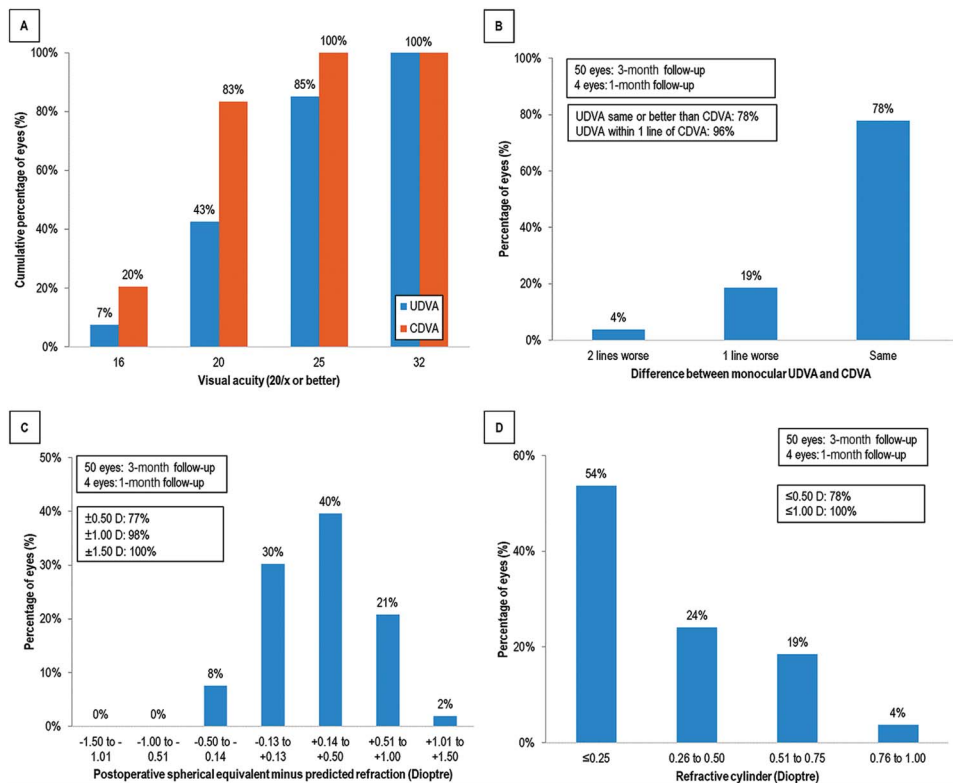 A
Cumulative percentage of eyes (%)
100%
80%
60%
40%
20%
0%
7%
20%
43%
83%
85%
100%
100%
UDVA
CDVA
16
20
25
32
Visual acuity (20/x or better)
B
Percentage of eyes (%)
100%
80%
60%
40%
20%
0%
50 eyes: 3-month follow-up
4 eyes: 1-month follow-up
UDVA same or better than CDVA: 78%
UDVA within 1 line of CDVA: 96%
4%
19%
78%
2 lines worse
1 line worse
Same
Difference between monocular UDVA and CDVA
C
Percentage of eyes (%)
50%
40%
30%
20%
10%
0%
50 eyes: 3-month follow-up
4 eyes: 1-month follow-up
±0.50 D: 77%
±1.00 D: 98%
±1.50 D: 100%
0%
0%
8%
30%
40%
21%
2%
-1.50 to -
1.01
-1.00 to -
0.51
-0.50 to -
0.14
-0.13 to
+0.13
+0.14 to
+0.50
+0.51 to
+1.00
+1.01 to
+1.50
Postoperative spherical equivalent minus predicted refraction (Dioptre)
D
Percentage of eyes (%)
60%
40%
20%
0%
50 eyes: 3-month follow-up
4 eyes: 1-month follow-up
≤0.50 D: 78%
≤1.00 D: 100%
54%
24%
19%
4%
≤0.25
0.26 to 0.50
0.51 to 0.75
0.76 to 1.00
Refractive cylinder (Dioptre)